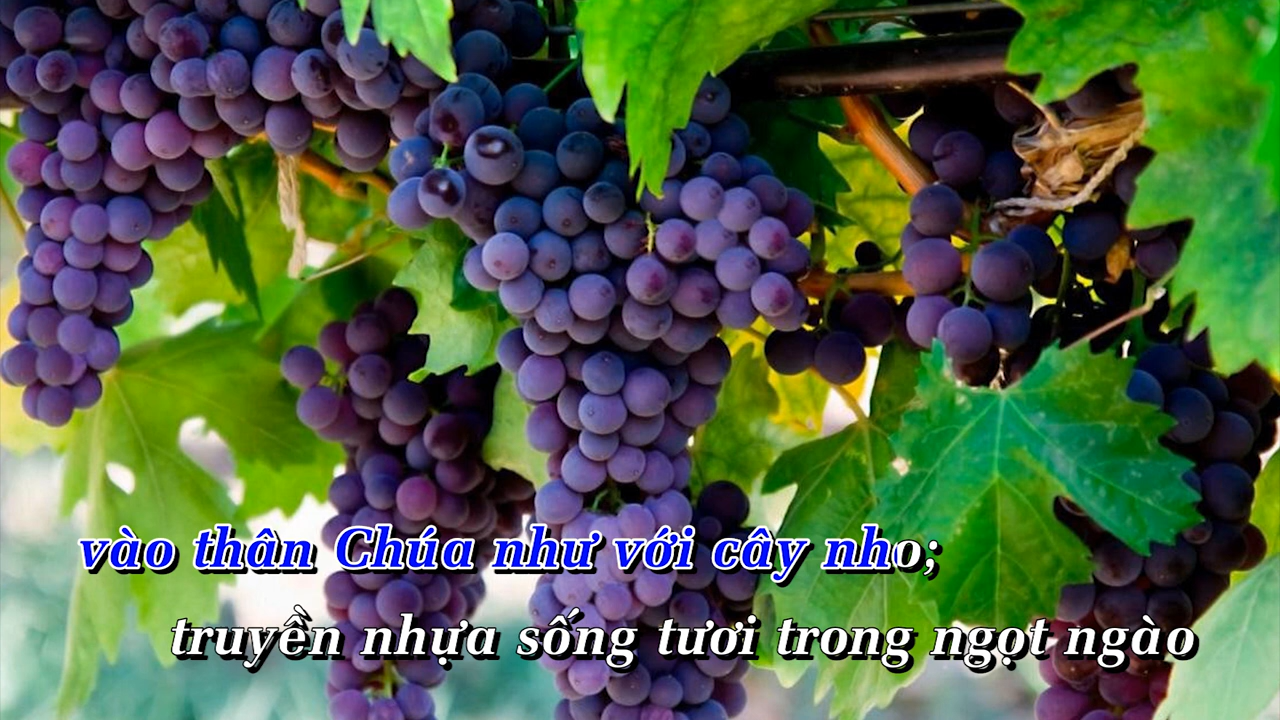 vào thân Chúa như với cây nho;
truyền nhựa sống tươi trong ngọt ngào